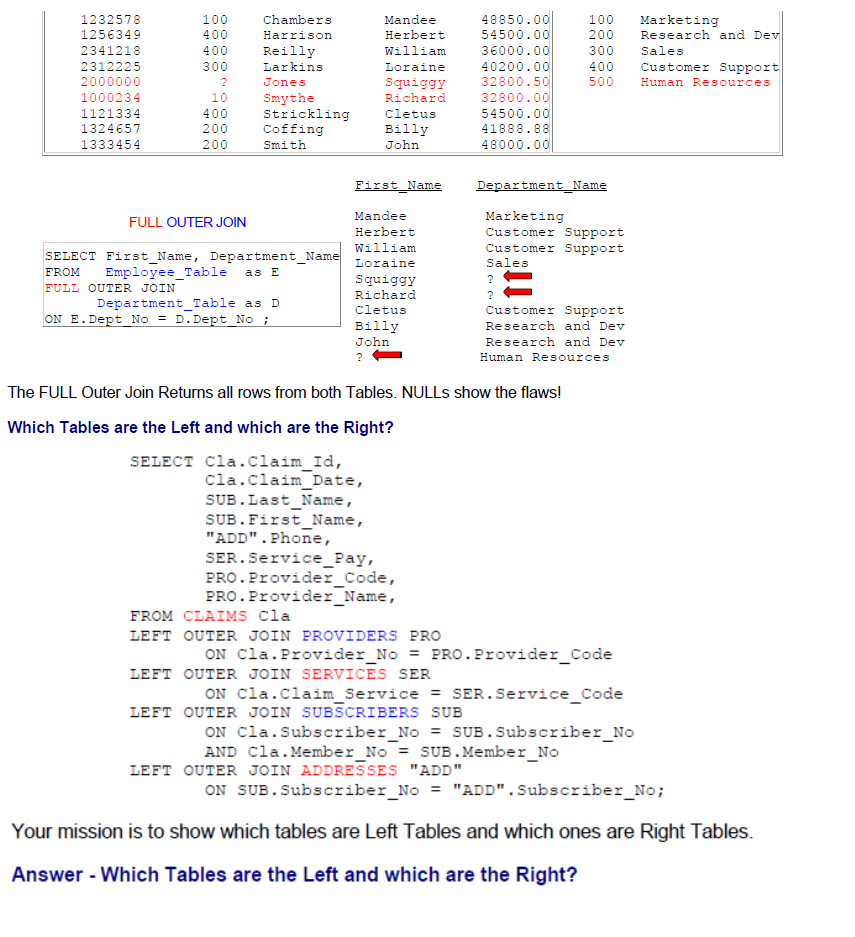 1232578 100 Chambers Mandee 48850.00 100 Marketing
1256349 400 Harrison Herbert 54500.00 200 Research and Dev
2341218 400 Reilly William 36000.00 300 Sales
2312225 300 Larkins Loraine 40200.00 400 Customer Support
2000000 ? Jones Squiggy 32800.50 500 Human Resources
1000234 10 Smythe Richard 32800.00
1121334 400 Strickling Cletus 54500.00
1324657 200 Coffing Billy 41888.88
1333454 200 Smith John 48000.00
First_Name Department_Name
FULL OUTER JOIN
SELECT First_Name, Department_Name
FROM Employee_Table as E
FULL OUTER JOIN
Department_Table as D
ON E.Dept_No = D.Dept_No ;
Mandee Marketing
Herbert Customer Support
William Customer Support
Loraine Sales
Squiggy ?
Richard ?
Cletus Customer Support
Billy Research and Dev
John Research and Dev
? Human Resources
The FULL Outer Join Returns all rows from both Tables. NULLs show the flaws!
Which Tables are the Left and which are the Right?
SELECT Cla.Claim_Id,
Cla.Claim_Date,
SUB.Last_Name,
SUB.First_Name,
"ADD".Phone,
SER.Service_Pay,
PRO.Provider_Code,
PRO.Provider_Name,
FROM CLAIMS Cla
LEFT OUTER JOIN PROVIDERS PRO
ON Cla.Provider_No = PRO.Provider_Code
LEFT OUTER JOIN SERVICES SER
ON Cla.Claim_Service = SER.Service_Code
LEFT OUTER JOIN SUBSCRIBERS SUB
ON Cla.Subscriber_No = SUB.Subscriber_No
AND Cla.Member_No = SUB.Member_No
LEFT OUTER JOIN ADDRESSES "ADD"
ON SUB.Subscriber_No = "ADD".Subscriber_No;
Your mission is to show which tables are Left Tables and which ones are Right Tables.
Answer - Which Tables are the Left and which are the Right?